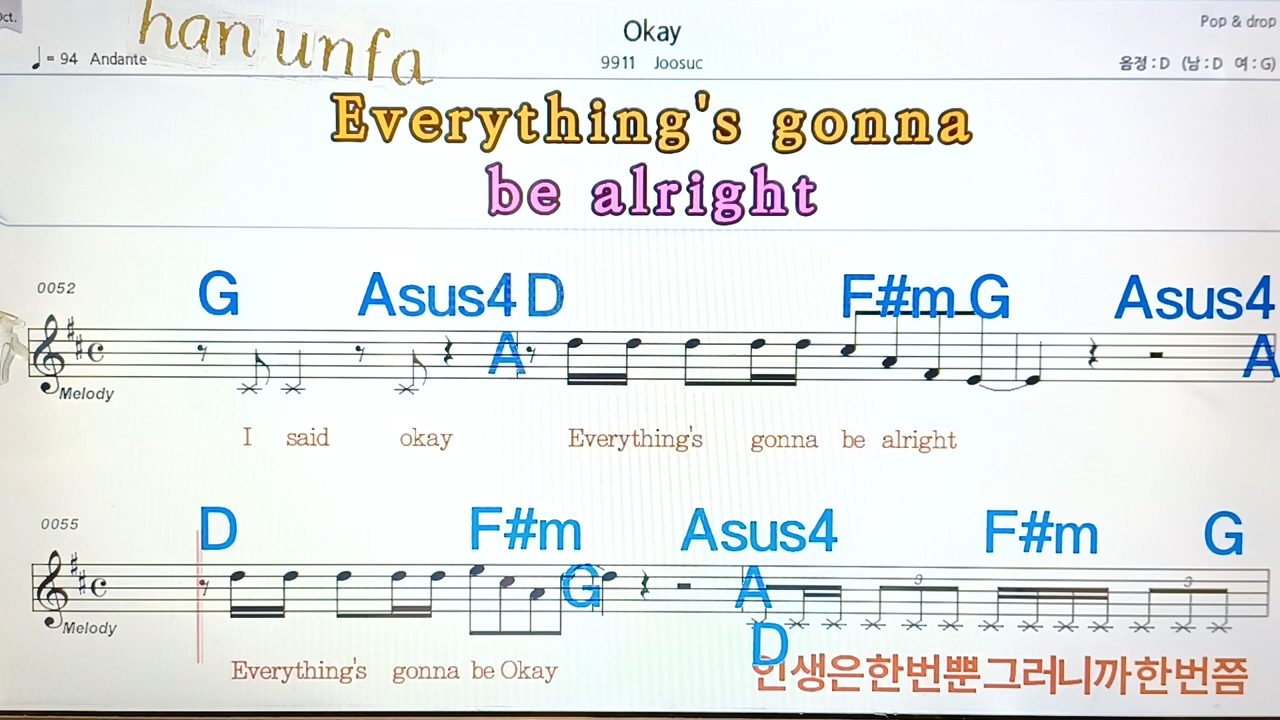 Oct.
han unfa
Okay
Pop & drop
♩= 94 Andante
9911 Joosuc
음정 : D (남 : D 여 : G)
Everything's gonna
be alright
0052
G Asus4 D F#m G Asus4
A A
Melody
I said okay Everything's gonna be alright
0055
D F#m Asus4 F#m G
G A
3 3
Melody
D
Everything's gonna be Okay
인생은한번뿐그러니까한번쯤